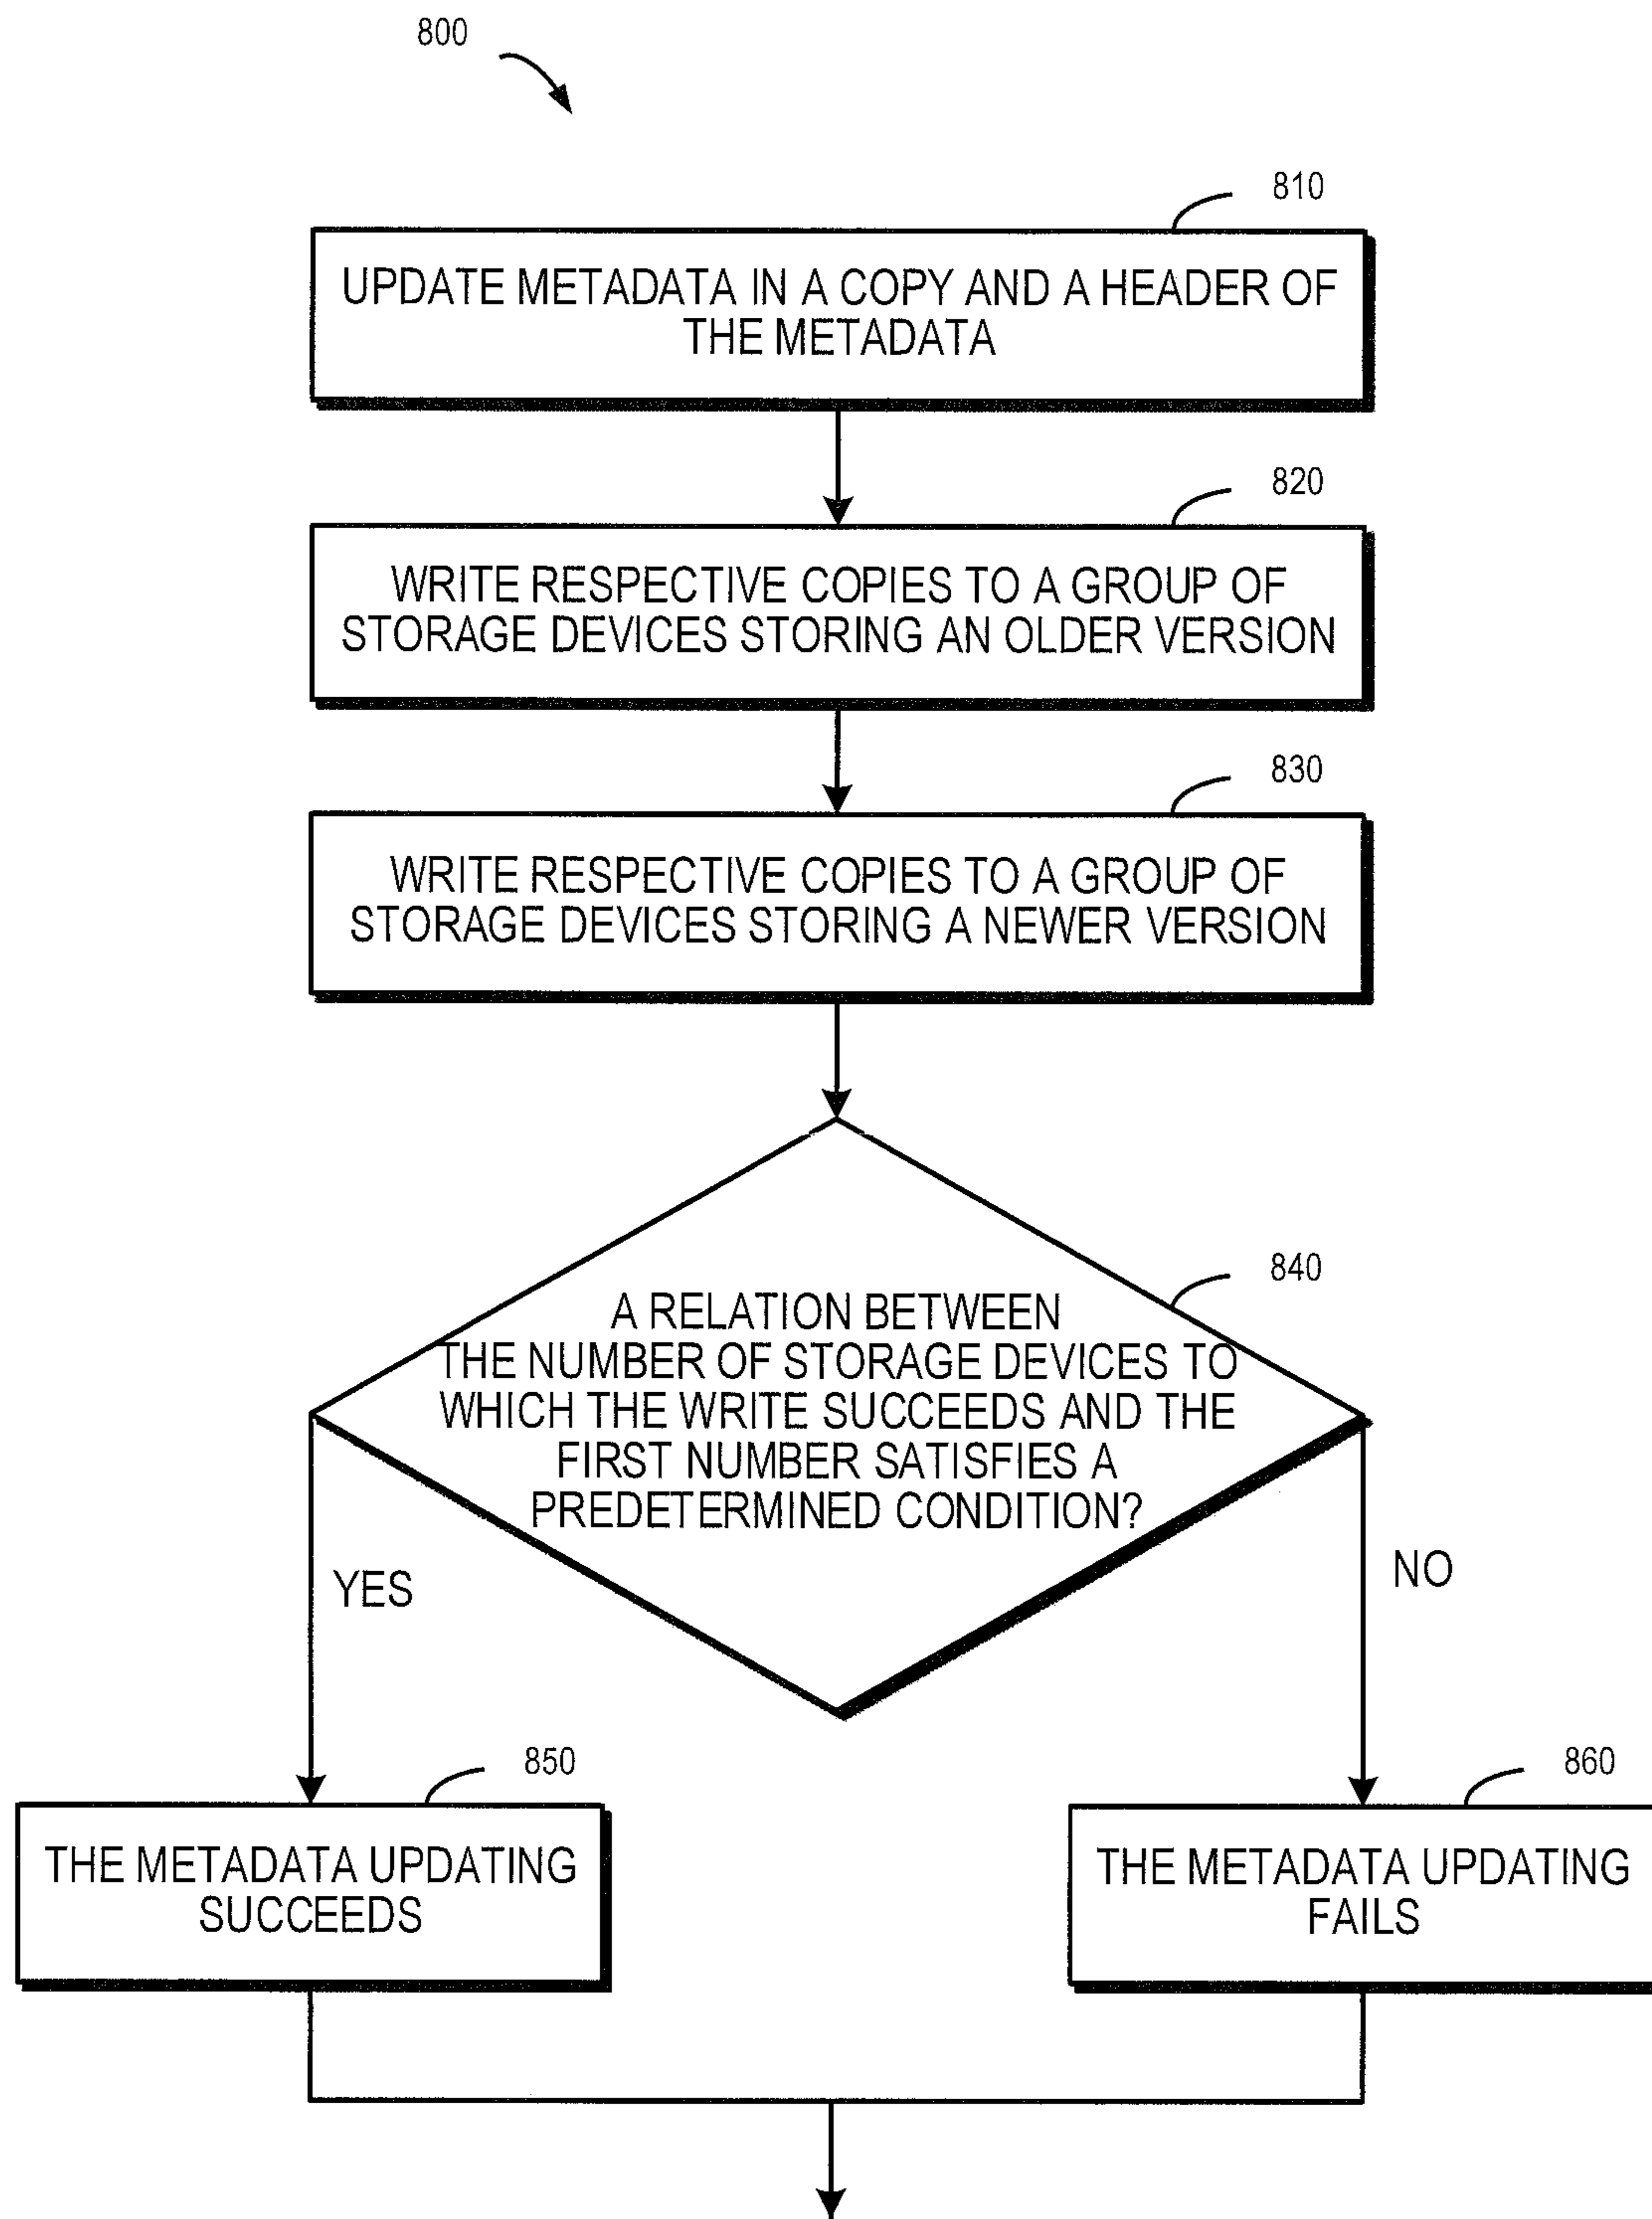 800
810
UPDATE METADATA IN A COPY AND A HEADER OF
THE METADATA
820
WRITE RESPECTIVE COPIES TO A GROUP OF
STORAGE DEVICES STORING AN OLDER VERSION
830
WRITE RESPECTIVE COPIES TO A GROUP OF
STORAGE DEVICES STORING A NEWER VERSION
840
A RELATION BETWEEN
THE NUMBER OF STORAGE DEVICES TO
WHICH THE WRITE SUCCEEDS AND THE
FIRST NUMBER SATISFIES A
PREDETERMINED CONDITION?
YES
NO
850
THE METADATA UPDATING
SUCCEEDS
860
THE METADATA UPDATING
FAILS